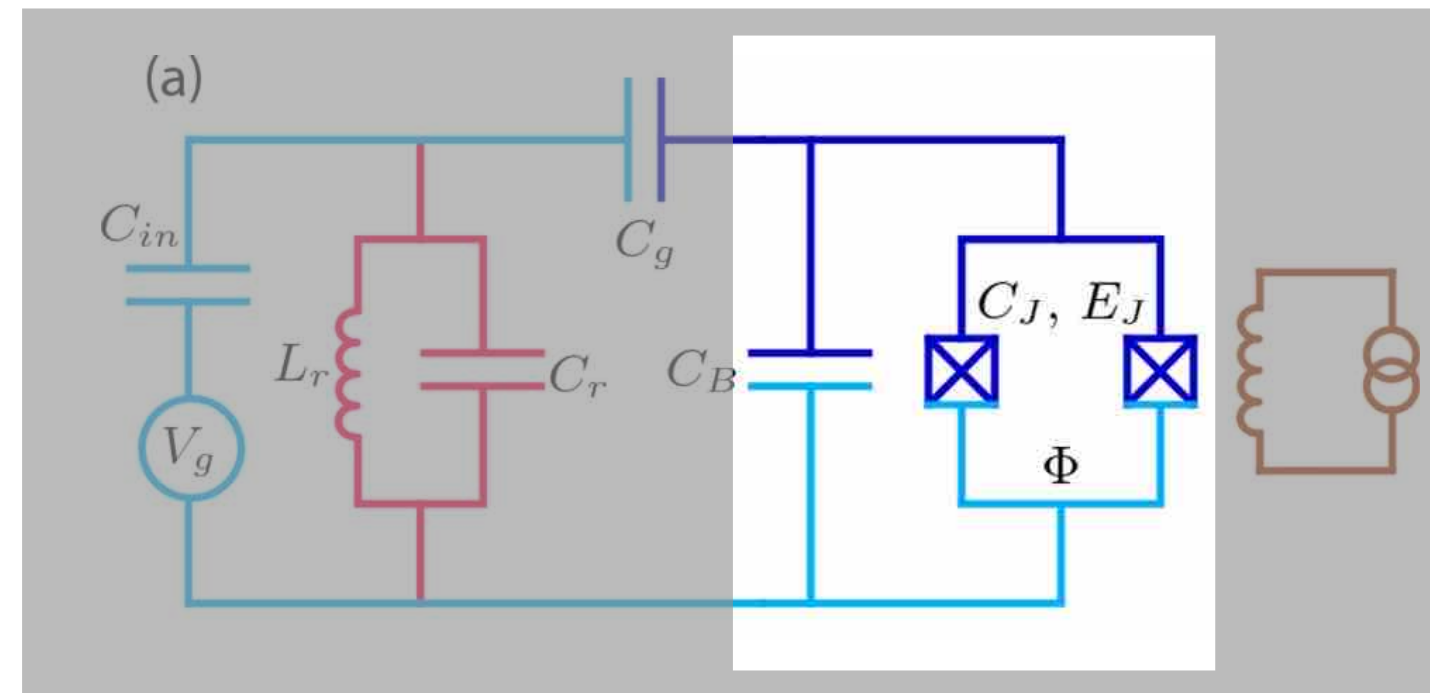 (a)
C_{in}
C_g
C_J, E_J
L_r
C_r
C_B
V_g
Φ